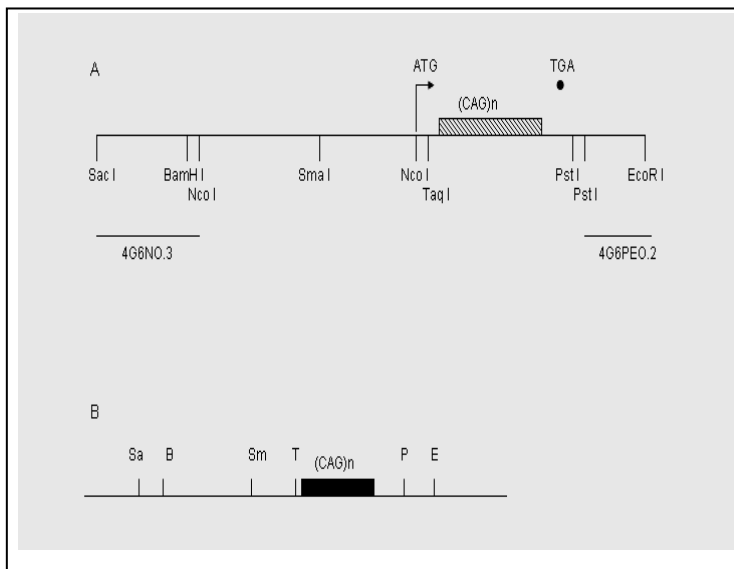 A
ATG TGA
(CAG)n
Sac I BamH I Sma I Nco I Pst I EcoR I
Nco I Taq I Pst I
4G6NO.3 4G6PEO.2
B
Sa B Sm T (CAG)n P E